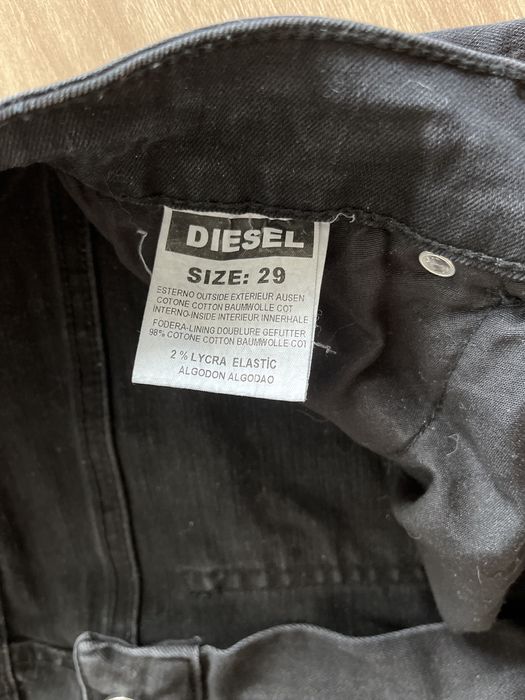 DIESEL
SIZE: 29
ESTERNO OUTSIDE EXTERIEUR AUSEN
COTONE COTTON BAUMWOLLE COT
INTERNO-INSIDE INTERIEUR INNERHALE
FODERA-LINING DOUBLURE GEFUTTER
98% COTONE COTTON BAUMWOLLE COT
2 % LYCRA ELASTİC
ALGODON ALGODAO